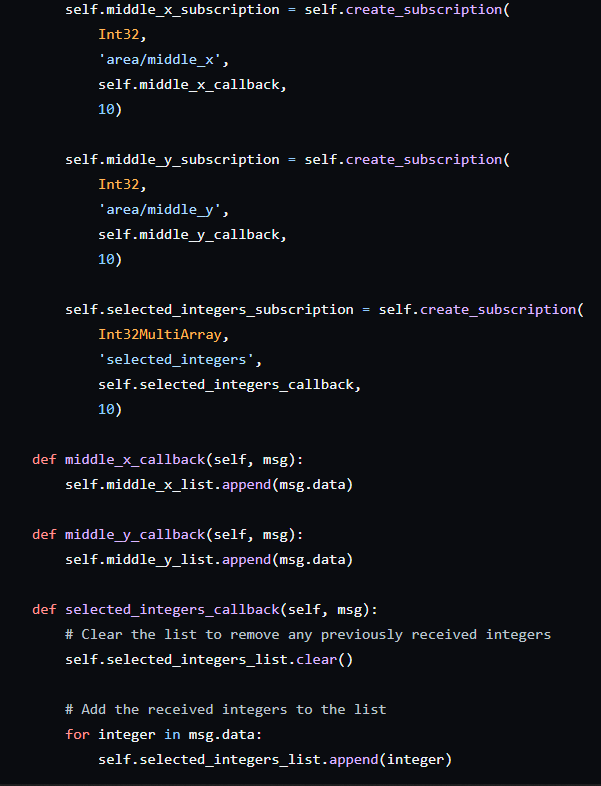 self.middle_x_subscription = self.create_subscription(
Int32,
'area/middle_x',
self.middle_x_callback,
10)
self.middle_y_subscription = self.create_subscription(
Int32,
'area/middle_y',
self.middle_y_callback,
10)
self.selected_integers_subscription = self.create_subscription(
Int32MultiArray,
'selected_integers',
self.selected_integers_callback,
10)
def middle_x_callback(self, msg):
self.middle_x_list.append(msg.data)
def middle_y_callback(self, msg):
self.middle_y_list.append(msg.data)
def selected_integers_callback(self, msg):
# Clear the list to remove any previously received integers
self.selected_integers_list.clear()
# Add the received integers to the list
for integer in msg.data:
self.selected_integers_list.append(integer)